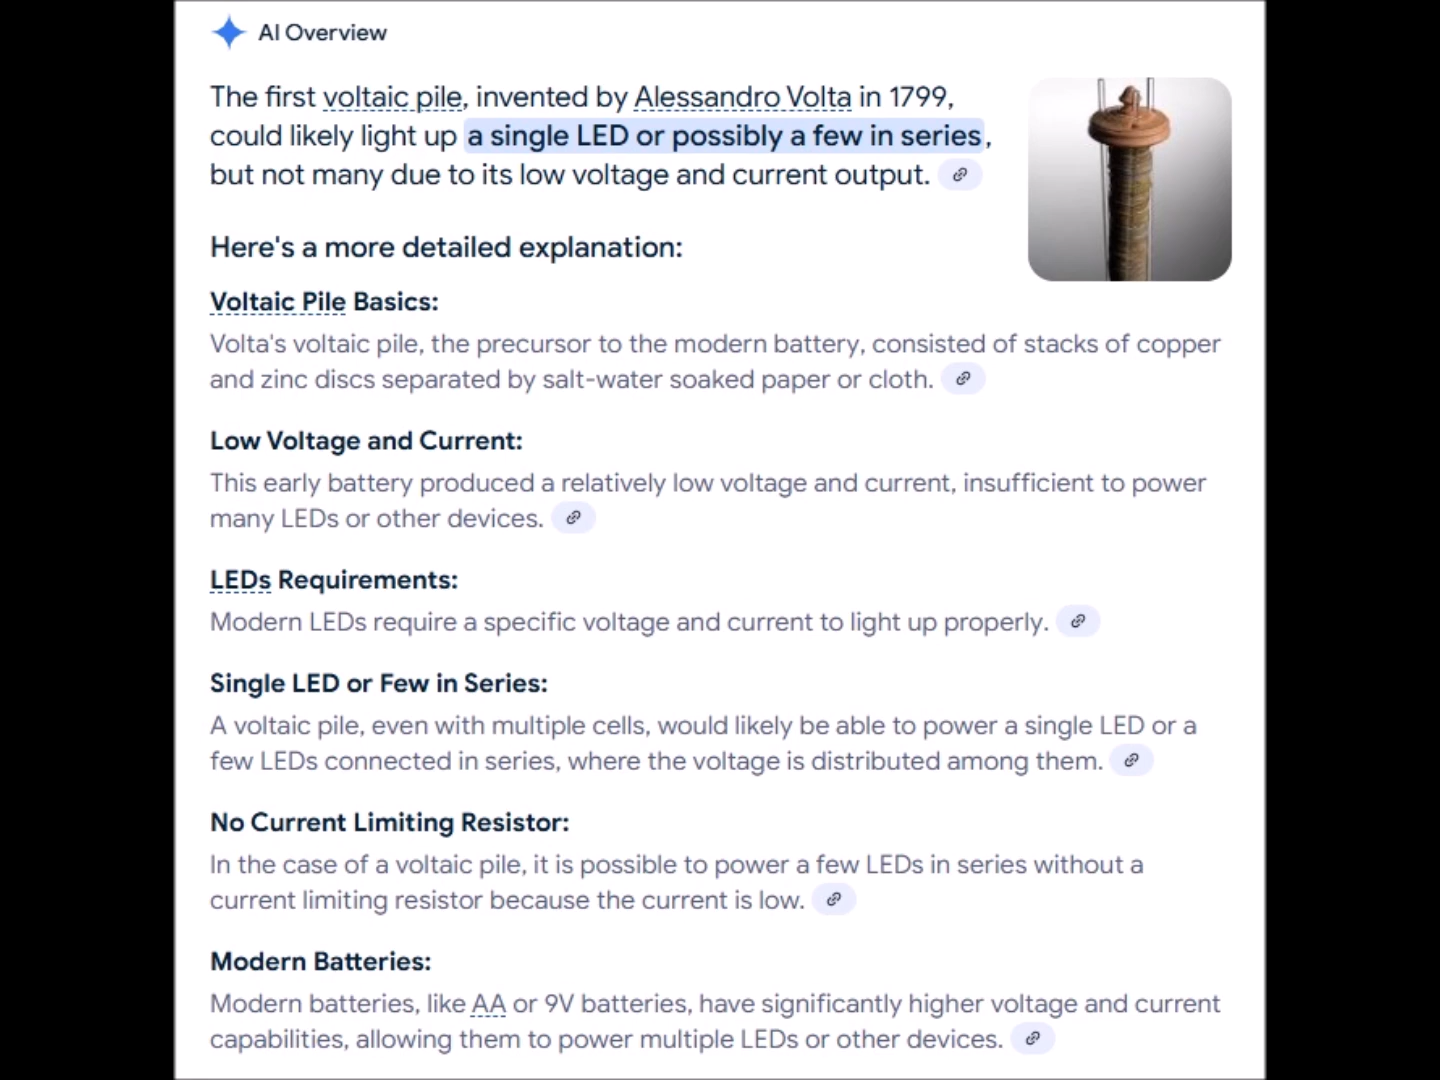 AI Overview
The first voltaic pile, invented by Alessandro Volta in 1799,
could likely light up a single LED or possibly a few in series,
but not many due to its low voltage and current output.
Here's a more detailed explanation:
Voltaic Pile Basics:
Volta's voltaic pile, the precursor to the modern battery, consisted of stacks of copper
and zinc discs separated by salt-water soaked paper or cloth.
Low Voltage and Current:
This early battery produced a relatively low voltage and current, insufficient to power
many LEDs or other devices.
LEDs Requirements:
Modern LEDs require a specific voltage and current to light up properly.
Single LED or Few in Series:
A voltaic pile, even with multiple cells, would likely be able to power a single LED or a
few LEDs connected in series, where the voltage is distributed among them.
No Current Limiting Resistor:
In the case of a voltaic pile, it is possible to power a few LEDs in series without a
current limiting resistor because the current is low.
Modern Batteries:
Modern batteries, like AA or 9V batteries, have significantly higher voltage and current
capabilities, allowing them to power multiple LEDs or other devices.